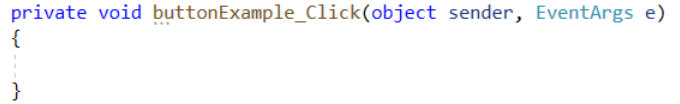 private void buttonExample_Click(object sender, EventArgs e)
{
}